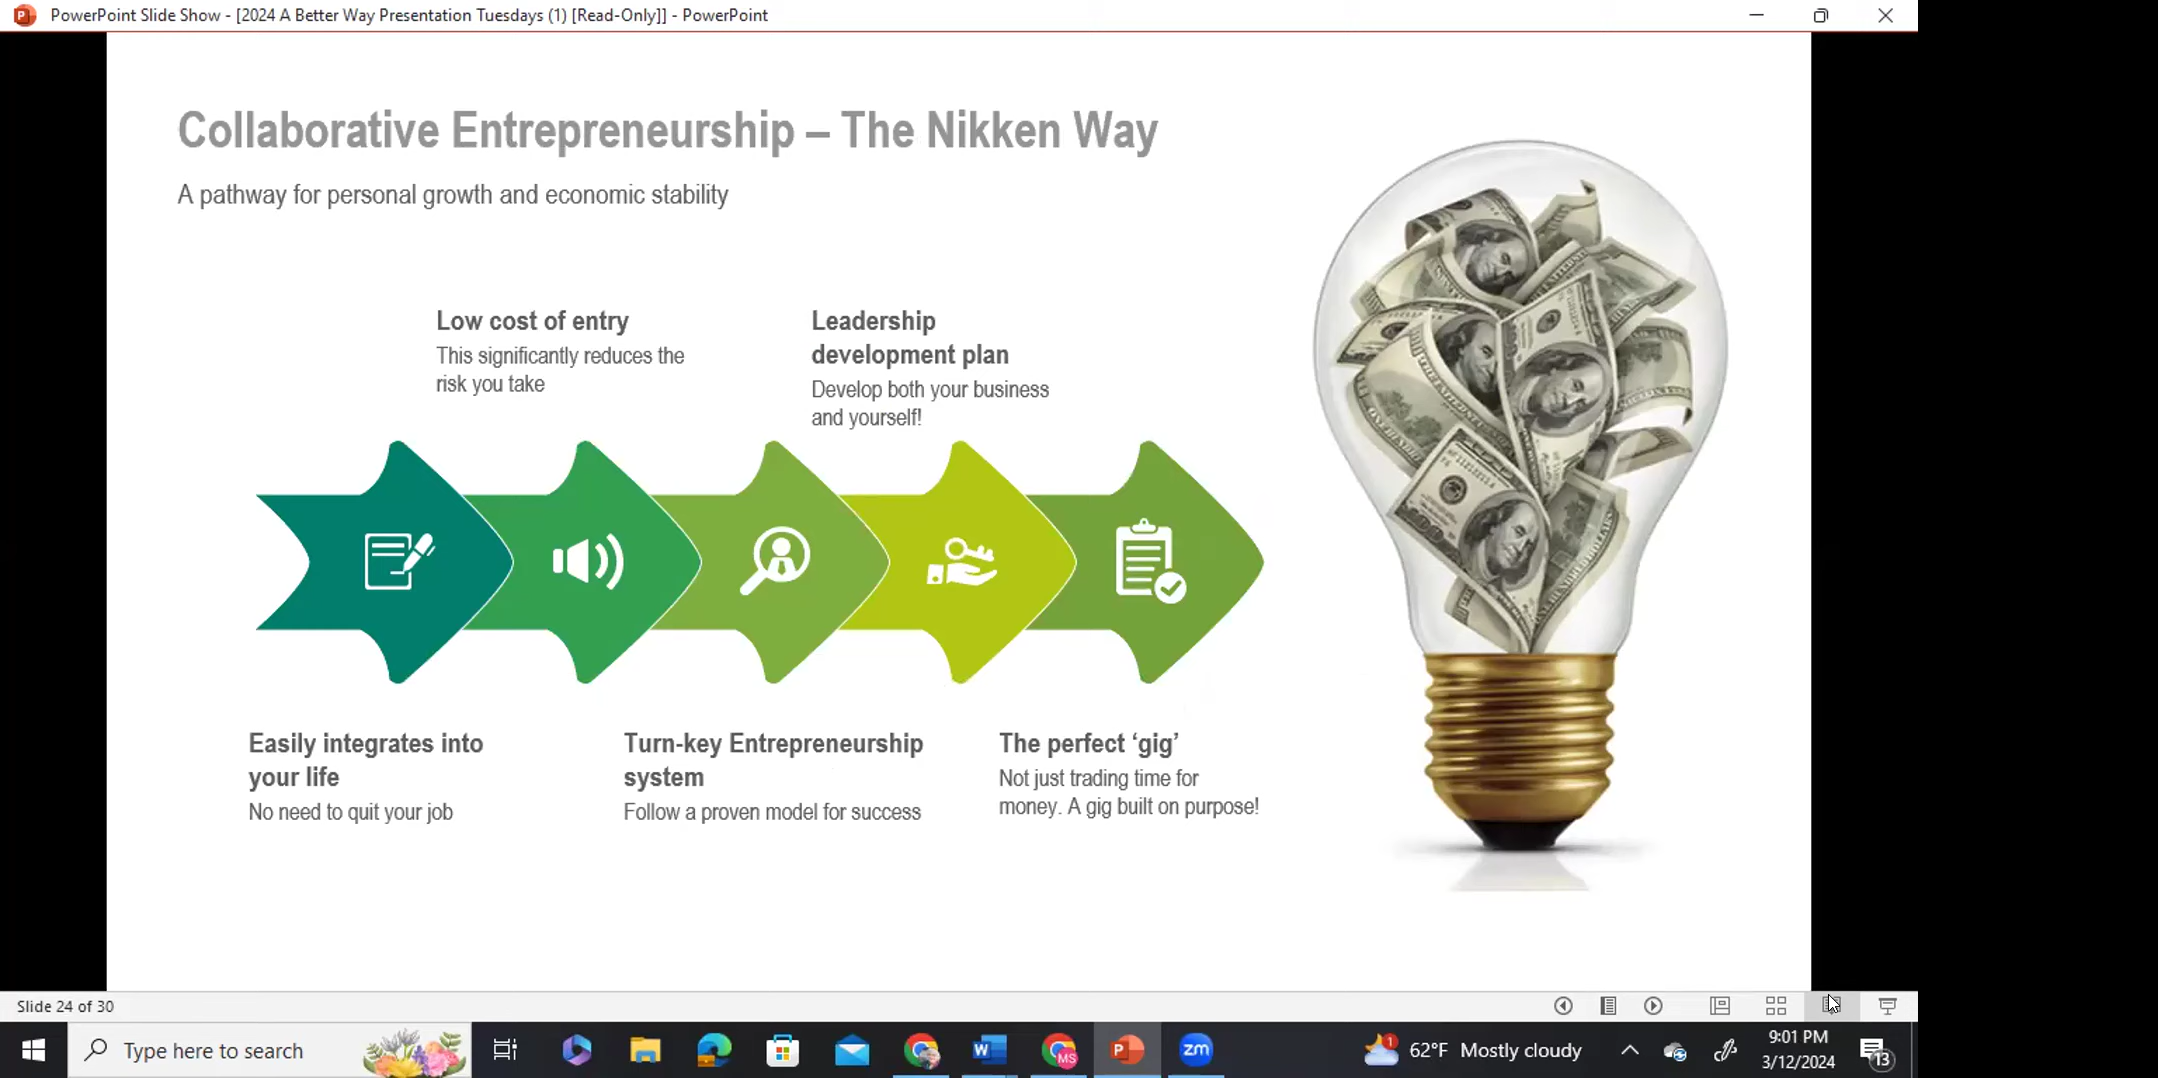 PowerPoint Slide Show - [2024 A Better Way Presentation Tuesdays (1) [Read-Only]] - PowerPoint
Collaborative Entrepreneurship – The Nikken Way
A pathway for personal growth and economic stability
Low cost of entry
This significantly reduces the
risk you take
Leadership
development plan
Develop both your business
and yourself!
Easily integrates into
your life
No need to quit your job
Turn-key Entrepreneurship
system
Follow a proven model for success
The perfect ‘gig’
Not just trading time for
money. A gig built on purpose!
Slide 24 of 30
Type here to search
W
MS
P
zm
1
62°F Mostly cloudy
9:01 PM
3/12/2024
13